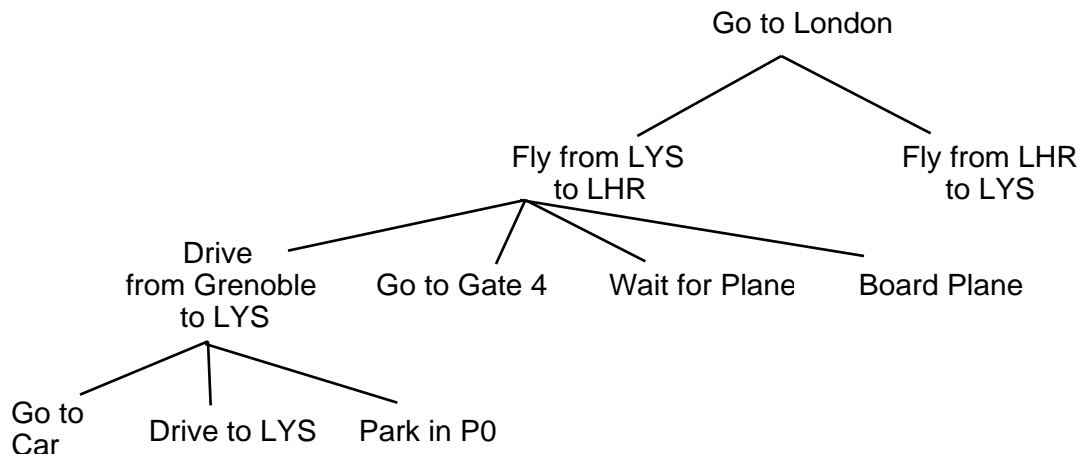 Go to London
Fly from LYS
to LHR
Fly from LHR
to LYS
Drive
from Grenoble
to LYS
Go to Gate 4
Wait for Plane
Board Plane
Go to
Car
Drive to LYS
Park in P0